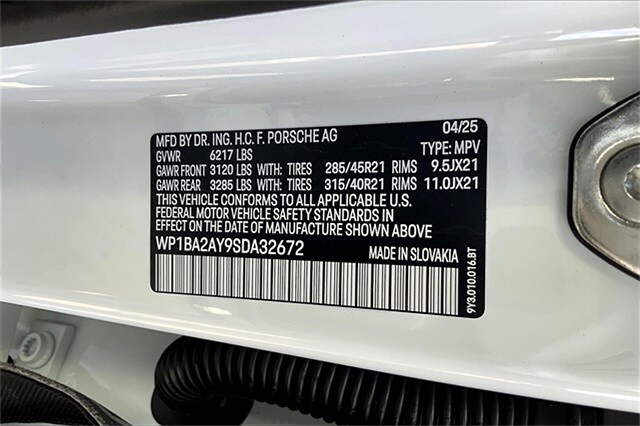 MFD BY DR. ING. H.C. F. PORSCHE AG 04/25
GVWR 6217 LBS TYPE: MPV
GAWR FRONT 3120 LBS WITH: TIRES 285/45R21 RIMS 9.5JX21
GAWR REAR 3285 LBS WITH: TIRES 315/40R21 RIMS 11.0JX21
THIS VEHICLE CONFORMS TO ALL APPLICABLE U.S.
FEDERAL MOTOR VEHICLE SAFETY STANDARDS IN
EFFECT ON THE DATE OF MANUFACTURE SHOWN ABOVE
WP1BA2AY9SDA32672 MADE IN SLOVAKIA
9Y3.010.016.BT